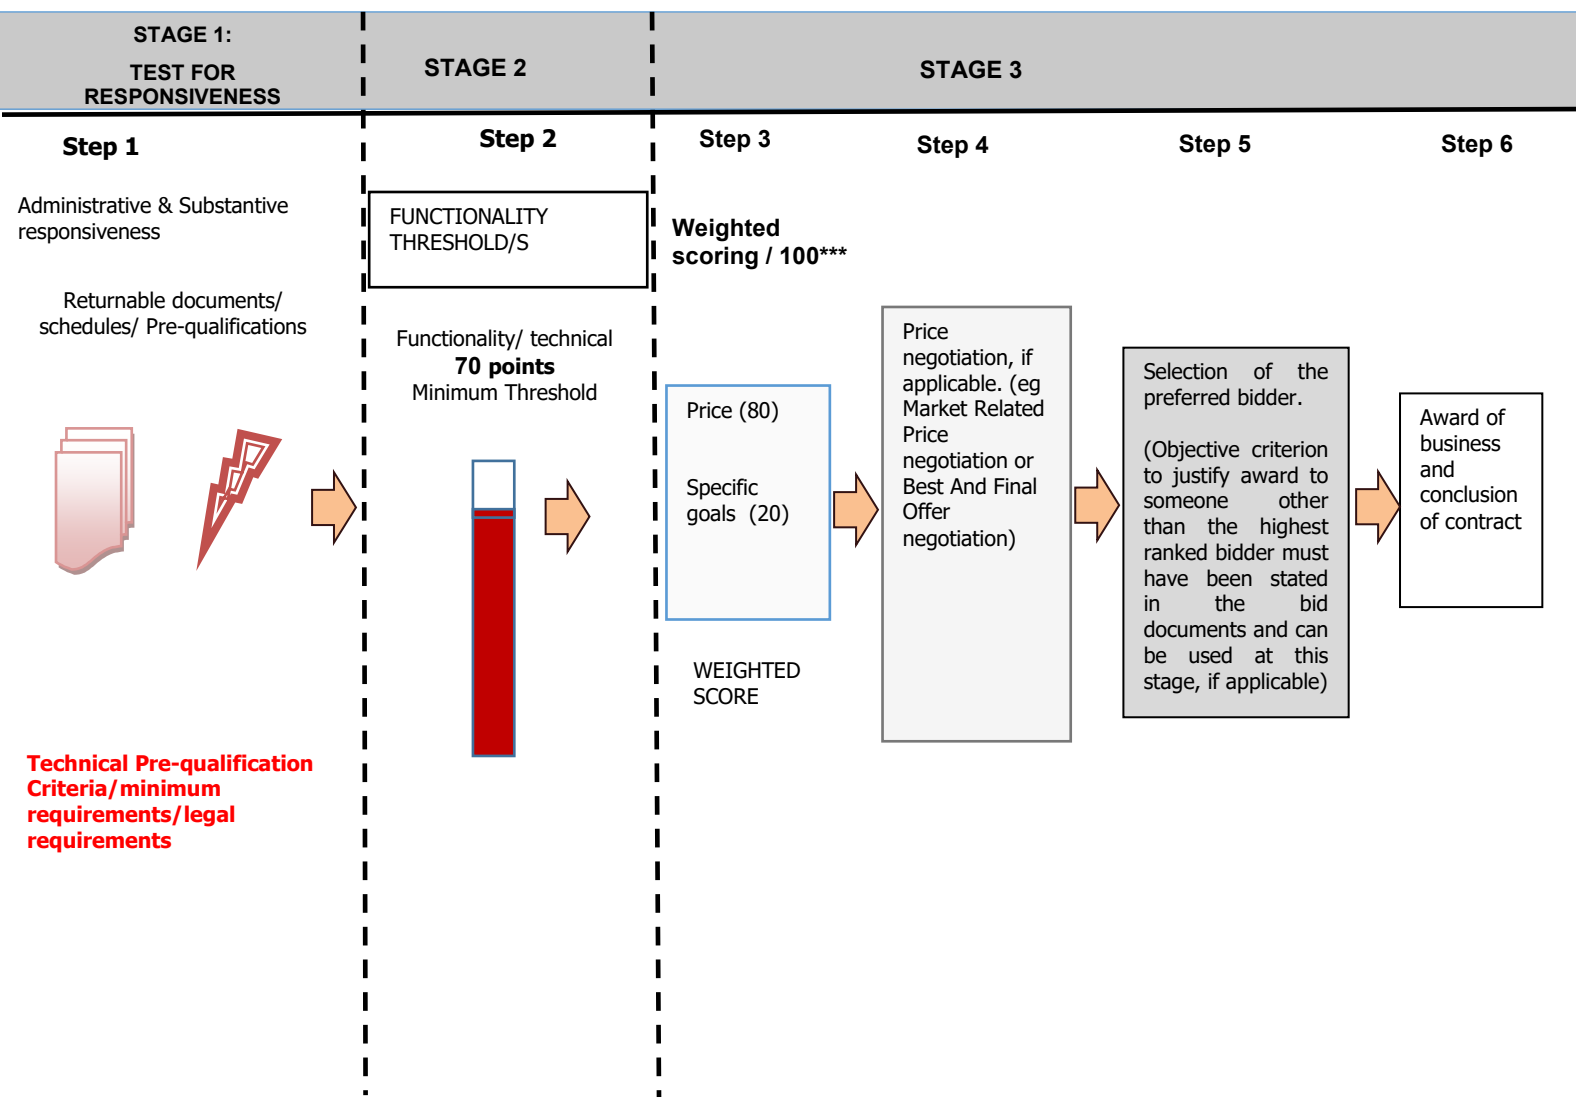 STAGE 1:
TEST FOR
RESPONSIVENESS
STAGE 2
STAGE 3
Step 1
Step 2
Step 3
Step 4
Step 5
Step 6
Administrative & Substantive
responsiveness
Returnable documents/
schedules/ Pre-qualifications
Technical Pre-qualification
Criteria/minimum
requirements/legal
requirements
FUNCTIONALITY
THRESHOLD/S
Functionality/ technical
70 points
Minimum Threshold
Weighted
scoring / 100***
Price (80)
Specific
goals (20)
WEIGHTED
SCORE
Price
negotiation, if
applicable. (eg
Market Related
Price
negotiation or
Best And Final
Offer
negotiation)
Selection of the
preferred bidder.
(Objective criterion
to justify award to
someone other
than the highest
ranked bidder must
have been stated
in the bid
documents and can
be used at this
stage, if applicable)
Award of
business
and
conclusion
of contract